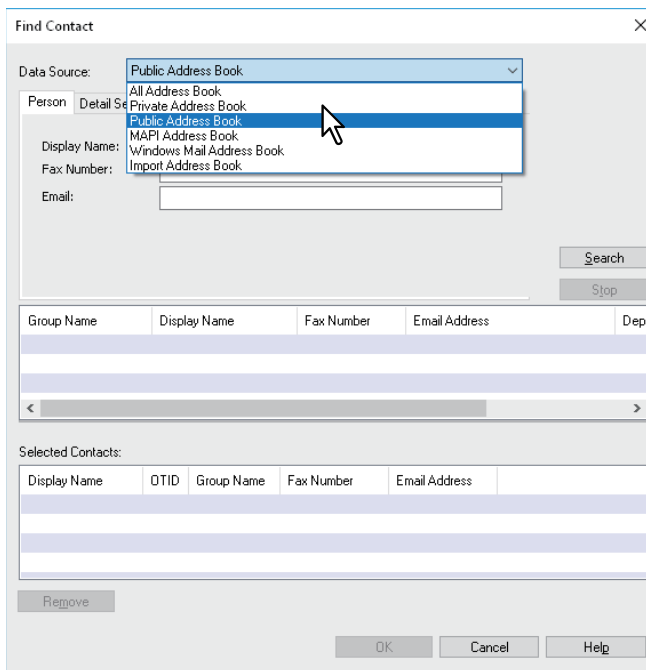 Find Contact
Data Source: Public Address Book
All Address Book
Person Detail Se Private Address Book
Public Address Book
Display Name: MAPI Address Book
Windows Mail Address Book
Fax Number: Import Address Book
Email:
Search
Stop
Group Name Display Name Fax Number Email Address Dep
Selected Contacts:
Display Name OTID Group Name Fax Number Email Address
Remove
OK Cancel Help